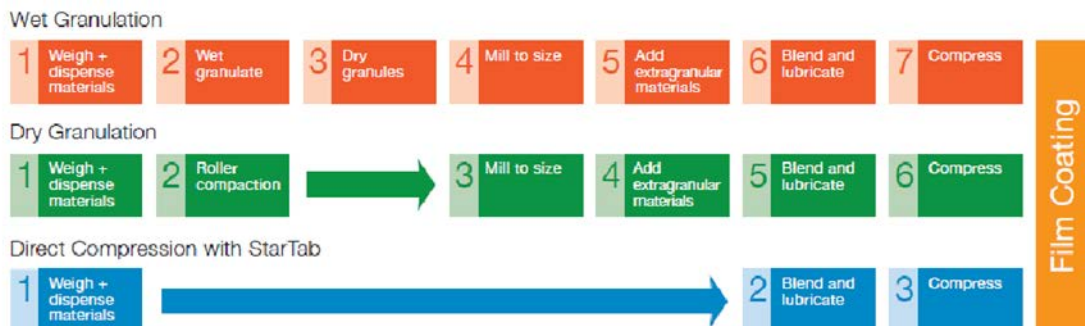 Wet Granulation
1 Weigh +
dispense
materials
2 Wet
granulate
3 Dry
granules
4 Mill to size
5 Add
extragranular
materials
6 Blend and
lubricate
7 Compress
Dry Granulation
1 Weigh +
dispense
materials
2 Roller
compaction
3 Mill to size
4 Add
extragranular
materials
5 Blend and
lubricate
6 Compress
Direct Compression with StarTab
1 Weigh +
dispense
materials
2 Blend and
lubricate
3 Compress
Film Coating